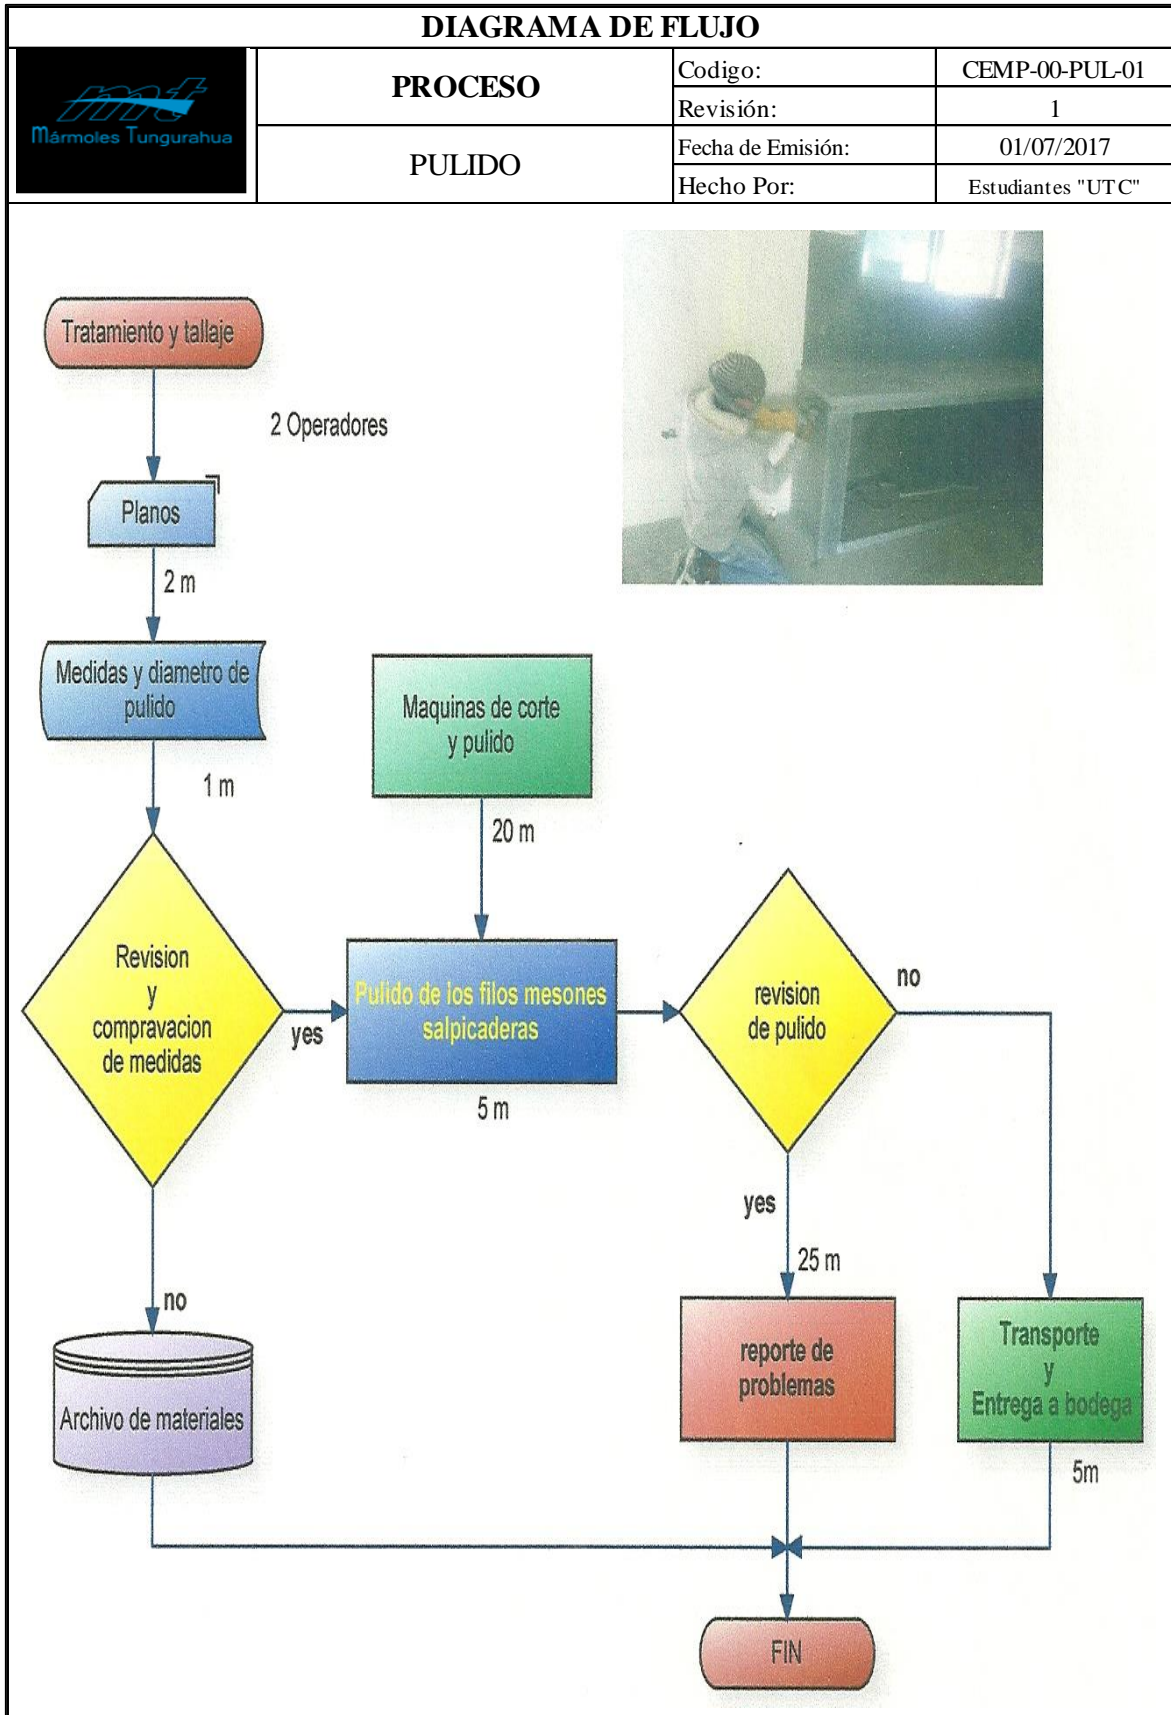 DIAGRAMA DE FLUJO
mt
Mármoles Tungurahua
PROCESO
PULIDO
Codigo: CEMP-00-PUL-01
Revisión: 1
Fecha de Emisión: 01/07/2017
Hecho Por: Estudiantes "UTC"
Tratamiento y tallaje
2 Operadores
Planos
2 m
Medidas y diametro de
pulido
1 m
Maquinas de corte
y pulido
20 m
Revision
y
compravacion
de medidas
yes
no
Pulido de los filos mesones
salpicaderas
5 m
revision
de pulido
no
yes
25 m
Archivo de materiales
reporte de
problemas
Transporte
y
Entrega a bodega
5m
FIN